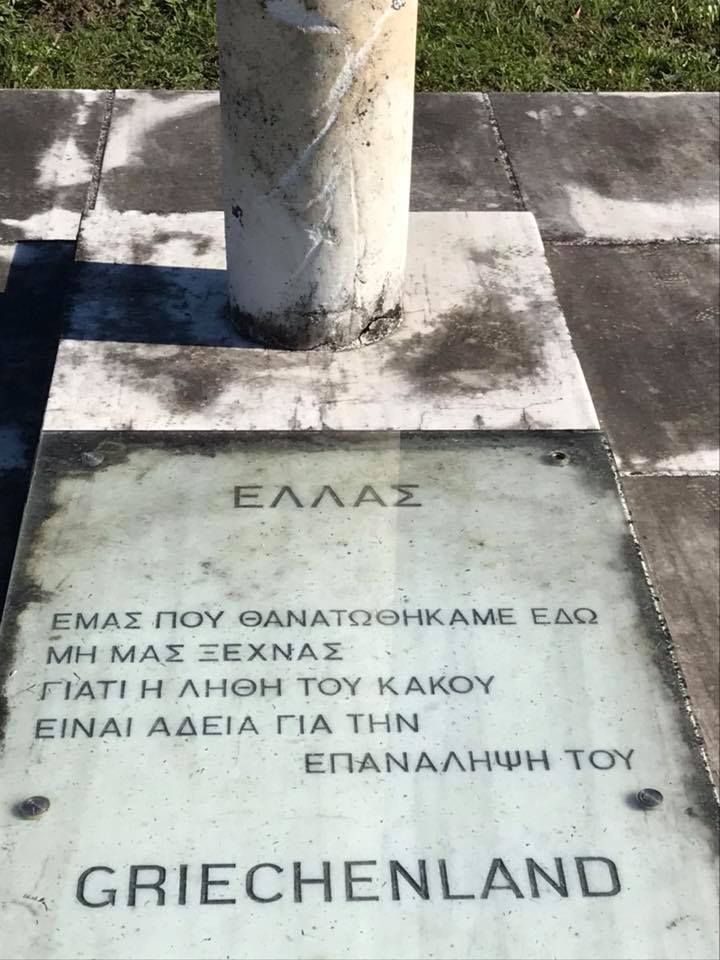 ΕΛΛΑΣ
ΕΜΑΣ ΠΟΥ ΘΑΝΑΤΩΘΗΚΑΜΕ ΕΔΩ
ΜΗ ΜΑΣ ΞΕΧΝΑΣ
ΓΙΑΤΙ Η ΛΗΘΗ ΤΟΥ ΚΑΚΟΥ
ΕΙΝΑΙ ΑΔΕΙΑ ΓΙΑ ΤΗΝ
ΕΠΑΝΑΛΗΨΗ ΤΟΥ
GRIECHENLAND